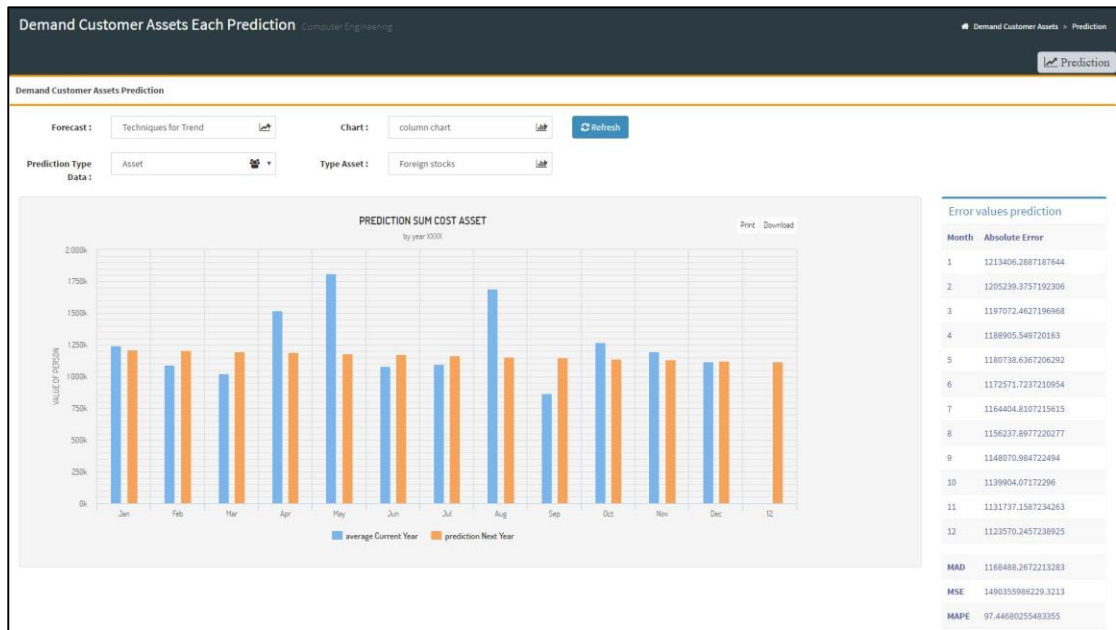 Demand Customer Assets Each Prediction Computer Engineering
Demand Customer Assets > Prediction
Prediction
Demand Customer Assets Prediction
Forecast : Techniques for Trend Chart : column chart Refresh
Prediction Type Data : Asset Type Asset : Foreign stocks
PREDICTION SUM COST ASSET
by year XXXX
Print Download
VALUE OF PERSON
2 000k
1750k
1500k
1250k
1000k
750k
500k
250k
0k
Jan Feb Mar Apr May Jun Jul Aug Sep Oct Nov Dec 12
average Current Year prediction Next Year
Error values prediction
Month Absolute Error
1 1213406.2887187644
2 1205239.3757192306
3 1197072.4627196968
4 1188905.549720163
5 1180738.6367206292
6 1172571.7237210954
7 1164404.8107215615
8 1156237.8977220277
9 1148070.984722494
10 1139904.07172296
11 1131737.1587234263
12 1123570.2457238925
MAD 1168488.2672213283
MSE 1490355986229.3213
MAPE 97.44680255483355